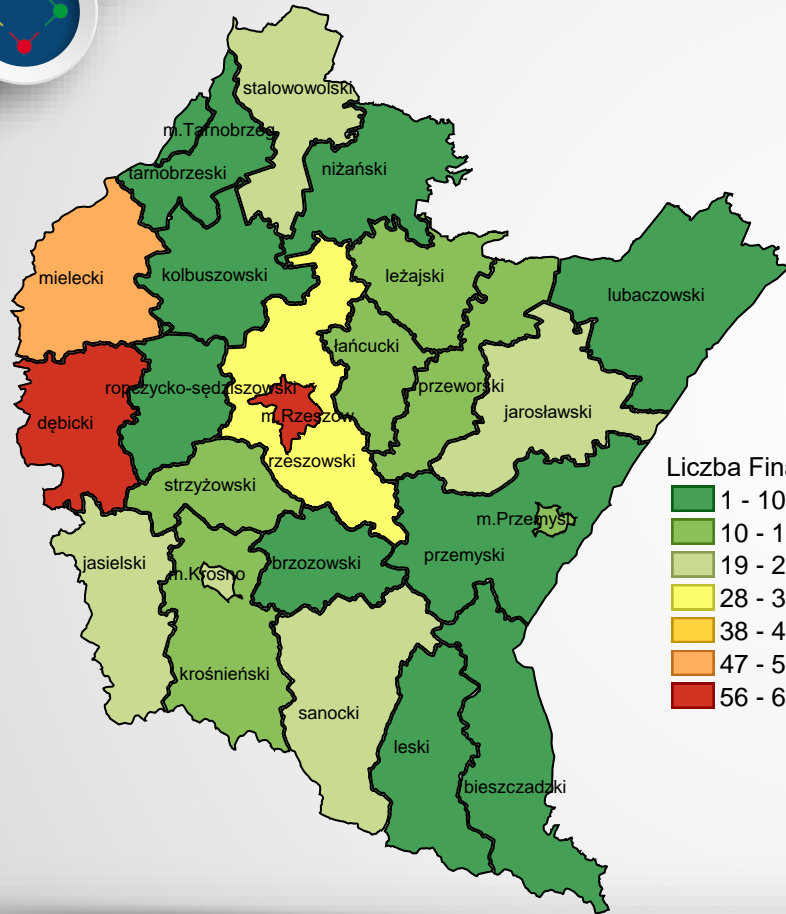 stalowowolski
m.Tarnobrzeg
tarnobrzeski
niżański
mielecki
kolbuszowski
leżajski
lubaczowski
łańcucki
ropczycko-sędziszowski
przeworski
dębicki
m.Rzeszów
jarosławski
rzeszowski
strzyżowski
m.Przemyśl
jasielski
m.Krosno
brzozowski
przemyski
krośnieński
sanocki
leski
bieszczadzki
Liczba Fina
1 - 10
10 - 1
19 - 2
28 - 3
38 - 4
47 - 5
56 - 6